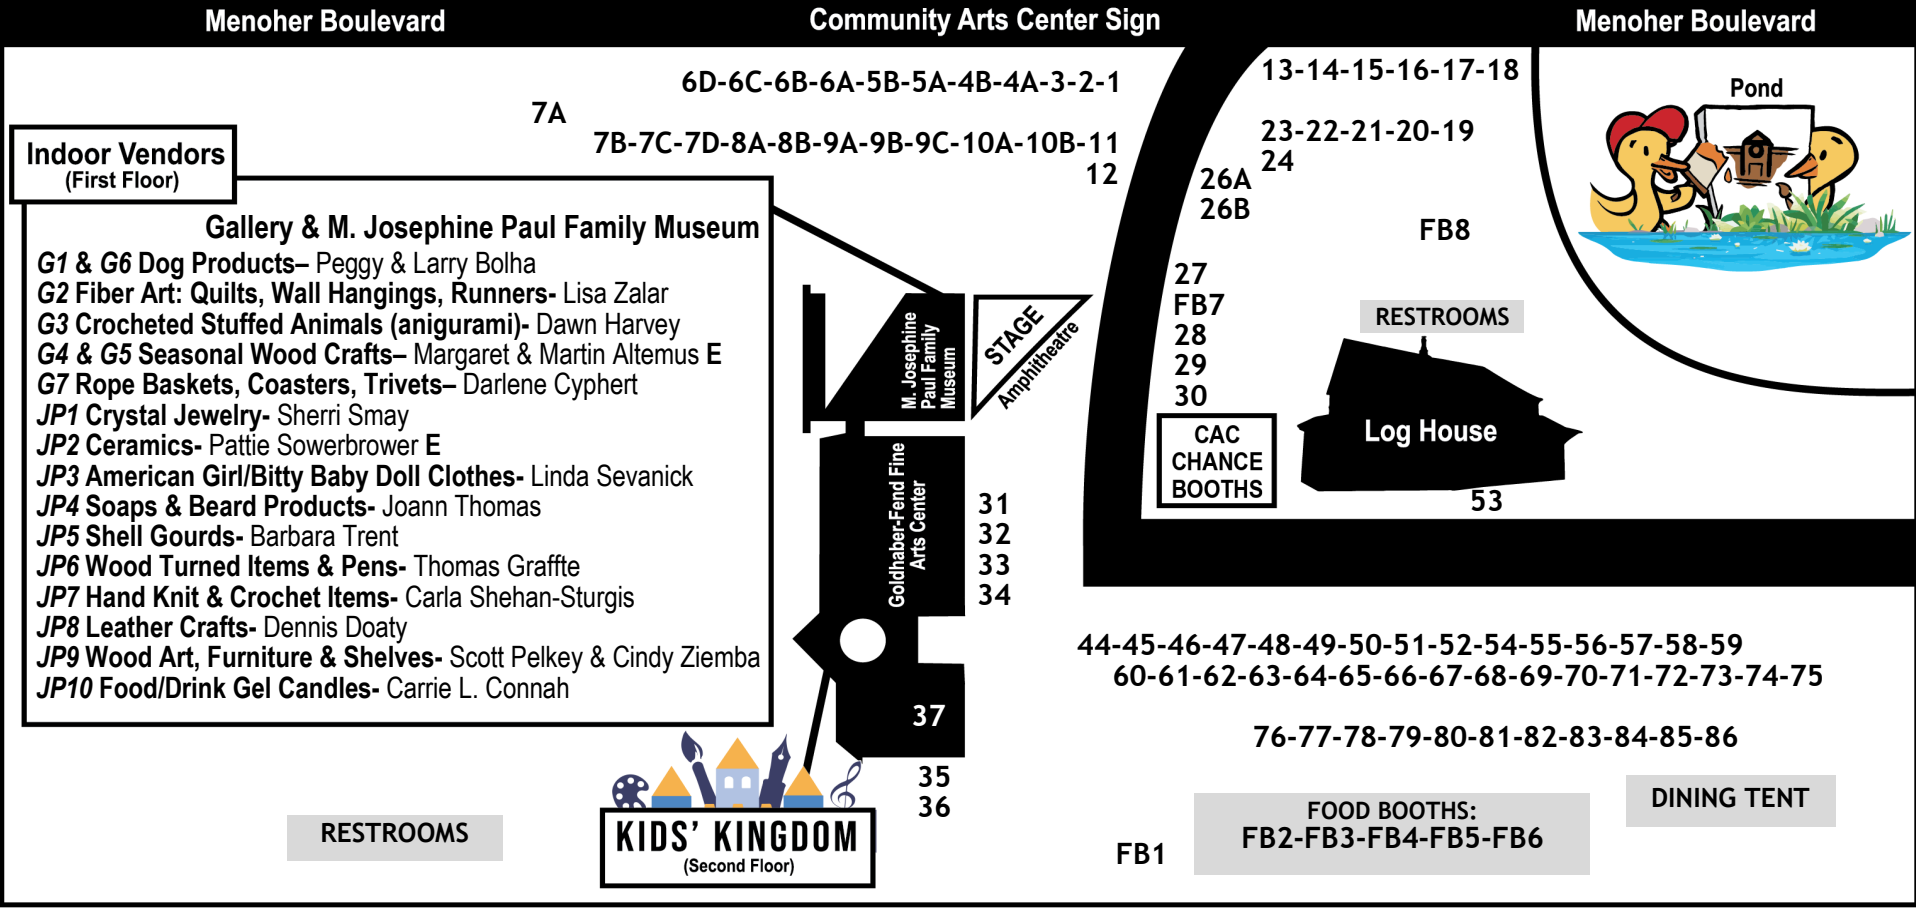 Menoher Boulevard
Community Arts Center Sign
Menoher Boulevard
6D-6C-6B-6A-5B-5A-4B-4A-3-2-1
7A
7B-7C-7D-8A-8B-9A-9B-9C-10A-10B-11
12
13-14-15-16-17-18
23-22-21-20-19
24
26A
26B
FB8
Pond
Indoor Vendors
(First Floor)
Gallery & M. Josephine Paul Family Museum
G1 & G6 Dog Products– Peggy & Larry Bolha
G2 Fiber Art: Quilts, Wall Hangings, Runners- Lisa Zalar
G3 Crocheted Stuffed Animals (anigurami)- Dawn Harvey
G4 & G5 Seasonal Wood Crafts– Margaret & Martin Altemus E
G7 Rope Baskets, Coasters, Trivets– Darlene Cyphert
JP1 Crystal Jewelry- Sherri Smay
JP2 Ceramics- Pattie Sowerbrower E
JP3 American Girl/Bitty Baby Doll Clothes- Linda Sevanick
JP4 Soaps & Beard Products- Joann Thomas
JP5 Shell Gourds- Barbara Trent
JP6 Wood Turned Items & Pens- Thomas Graffte
JP7 Hand Knit & Crochet Items- Carla Shehan-Sturgis
JP8 Leather Crafts- Dennis Doaty
JP9 Wood Art, Furniture & Shelves- Scott Pelkey & Cindy Ziemba
JP10 Food/Drink Gel Candles- Carrie L. Connah
M. Josephine
Paul Family
Museum
STAGE
Amphitheatre
27
FB7
28
29
30
RESTROOMS
Log House
CAC
CHANCE
BOOTHS
53
Goldhaber-Fend Fine
Arts Center
31
32
33
34
44-45-46-47-48-49-50-51-52-54-55-56-57-58-59
60-61-62-63-64-65-66-67-68-69-70-71-72-73-74-75
76-77-78-79-80-81-82-83-84-85-86
37
35
36
RESTROOMS
KIDS' KINGDOM
(Second Floor)
FB1
FOOD BOOTHS:
FB2-FB3-FB4-FB5-FB6
DINING TENT